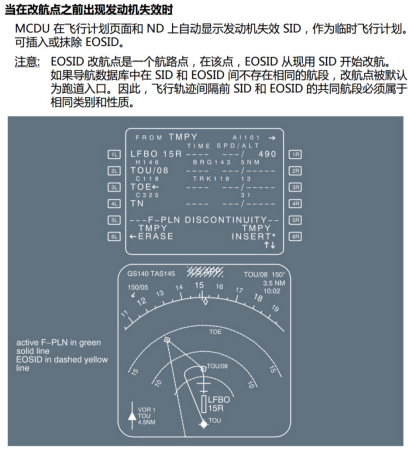 当在改航点之前出现发动机失效时
MCDU 在飞行计划页面和 ND 上自动显示发动机失效 SID，作为临时飞行计划。
可插入或抹除 EOSID。
注意： EOSID 改航点是一个航路点，在该点，EOSID 从现用 SID 开始改航。
如果导航数据库中在 SID 和 EOSID 间不存在相同的航段，改航点被默认
为跑道入口。因此，飞行轨迹间隔前 SID 和 EOSID 的共同航段必须属于
相同类别和性质。
FROM TMPY AI101 →
TIME SPD/ALT
1L LFBO 15R ---- ---/ 490 1R
H146 BRG143 5NM
2L TOU/08 ---- ---/----- 2R
C118 TRK118 13
3L TOE← ---- ---/----- 3R
C325 31
4L TN ---- ---/----- 4R
5L ---F-PLN DISCONTINUITY-- 5R
TMPY TMPY
6L ←ERASE INSERT* 6R
↑↓
GS140 TAS145 ILS APP TOU/08 150°
150/05 3.5 NM
10:02
11 12 13 14 15 16 17 18 19
TOE
active F-PLN in green
solid line
EOSID in dashed yellow
line
15 10 TOU/08 10 15
LFBO
15R
VOR 1
TOU
4.5NM
TOU